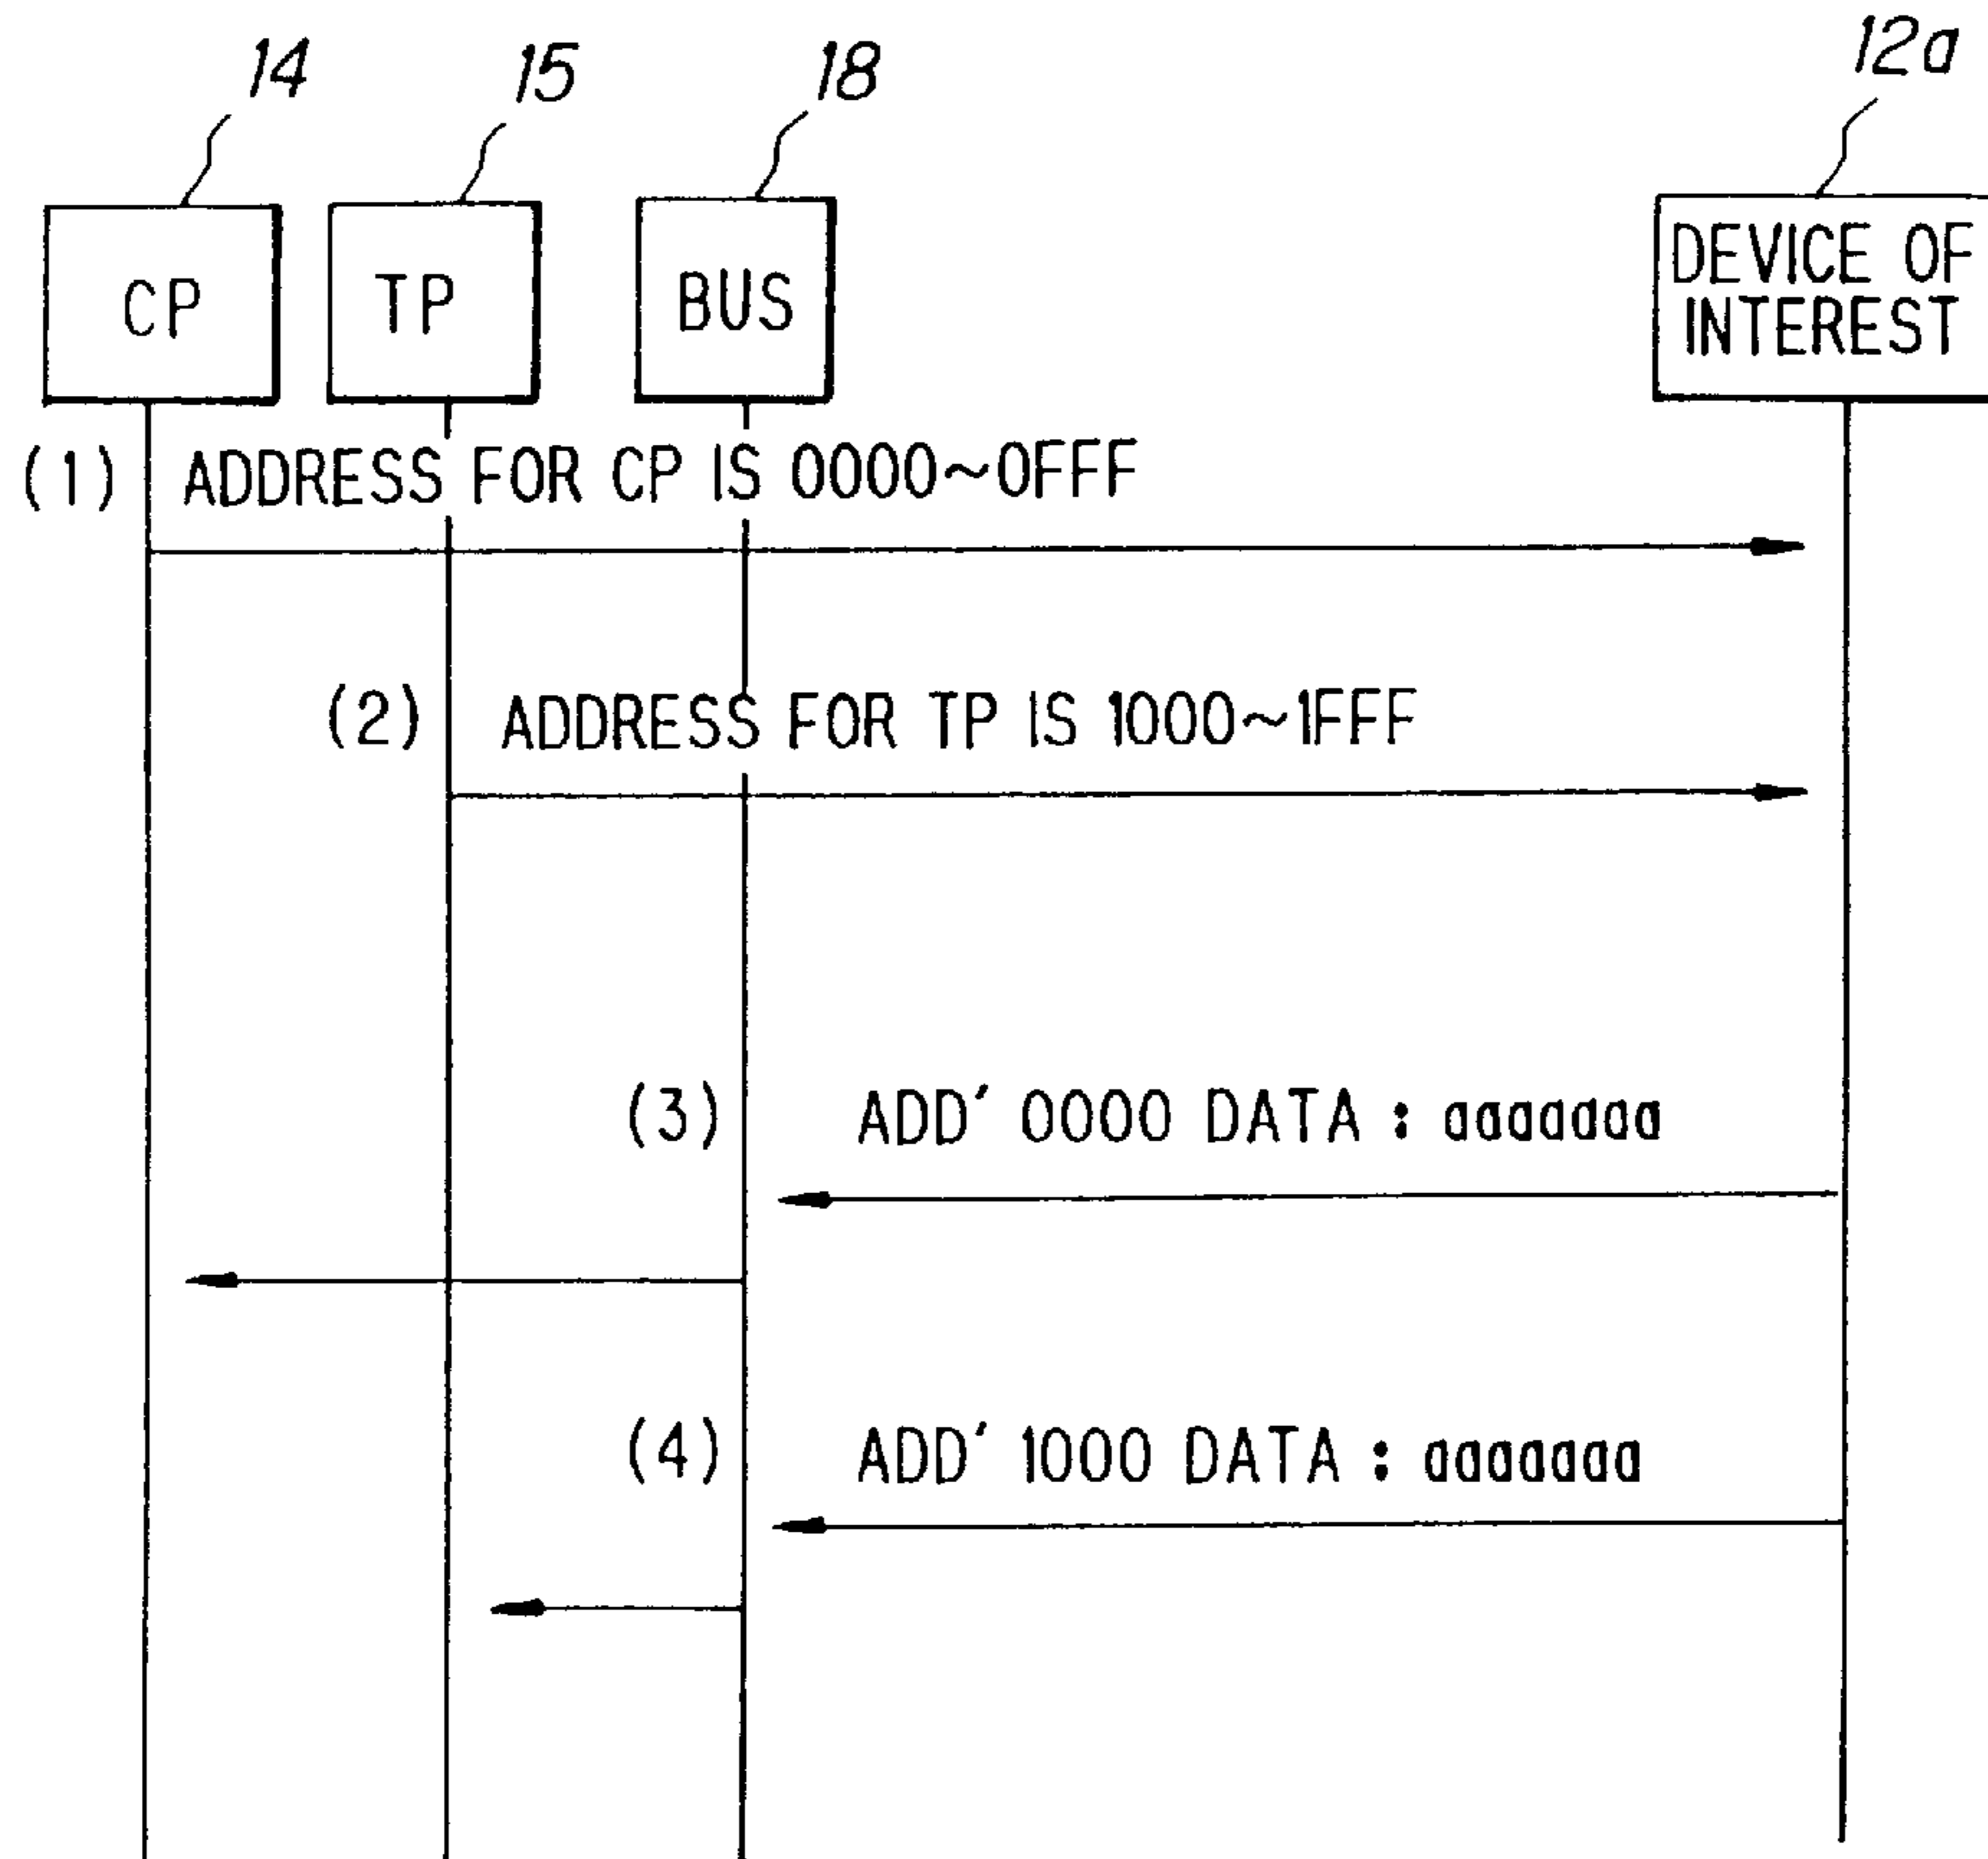 14
15
18
12a
CP
TP
BUS
DEVICE OF
INTEREST
(1) ADDRESS FOR CP IS 0000~0FFF
(2) ADDRESS FOR TP IS 1000~1FFF
(3) ADD' 0000 DATA : aaaaaaa
(4) ADD' 1000 DATA : aaaaaaa